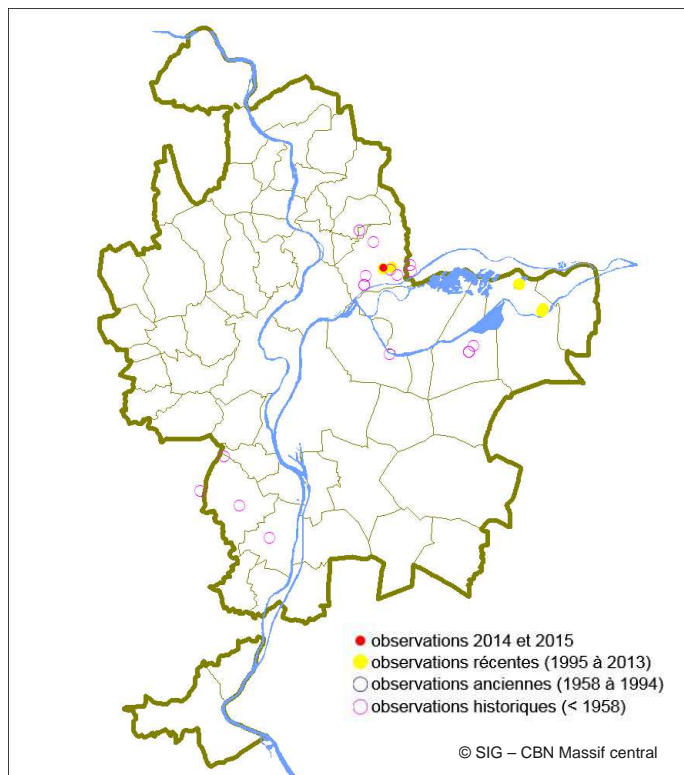 observations 2014 et 2015
observations récentes (1995 à 2013)
observations anciennes (1958 à 1994)
observations historiques (< 1958)
© SIG – CBN Massif central